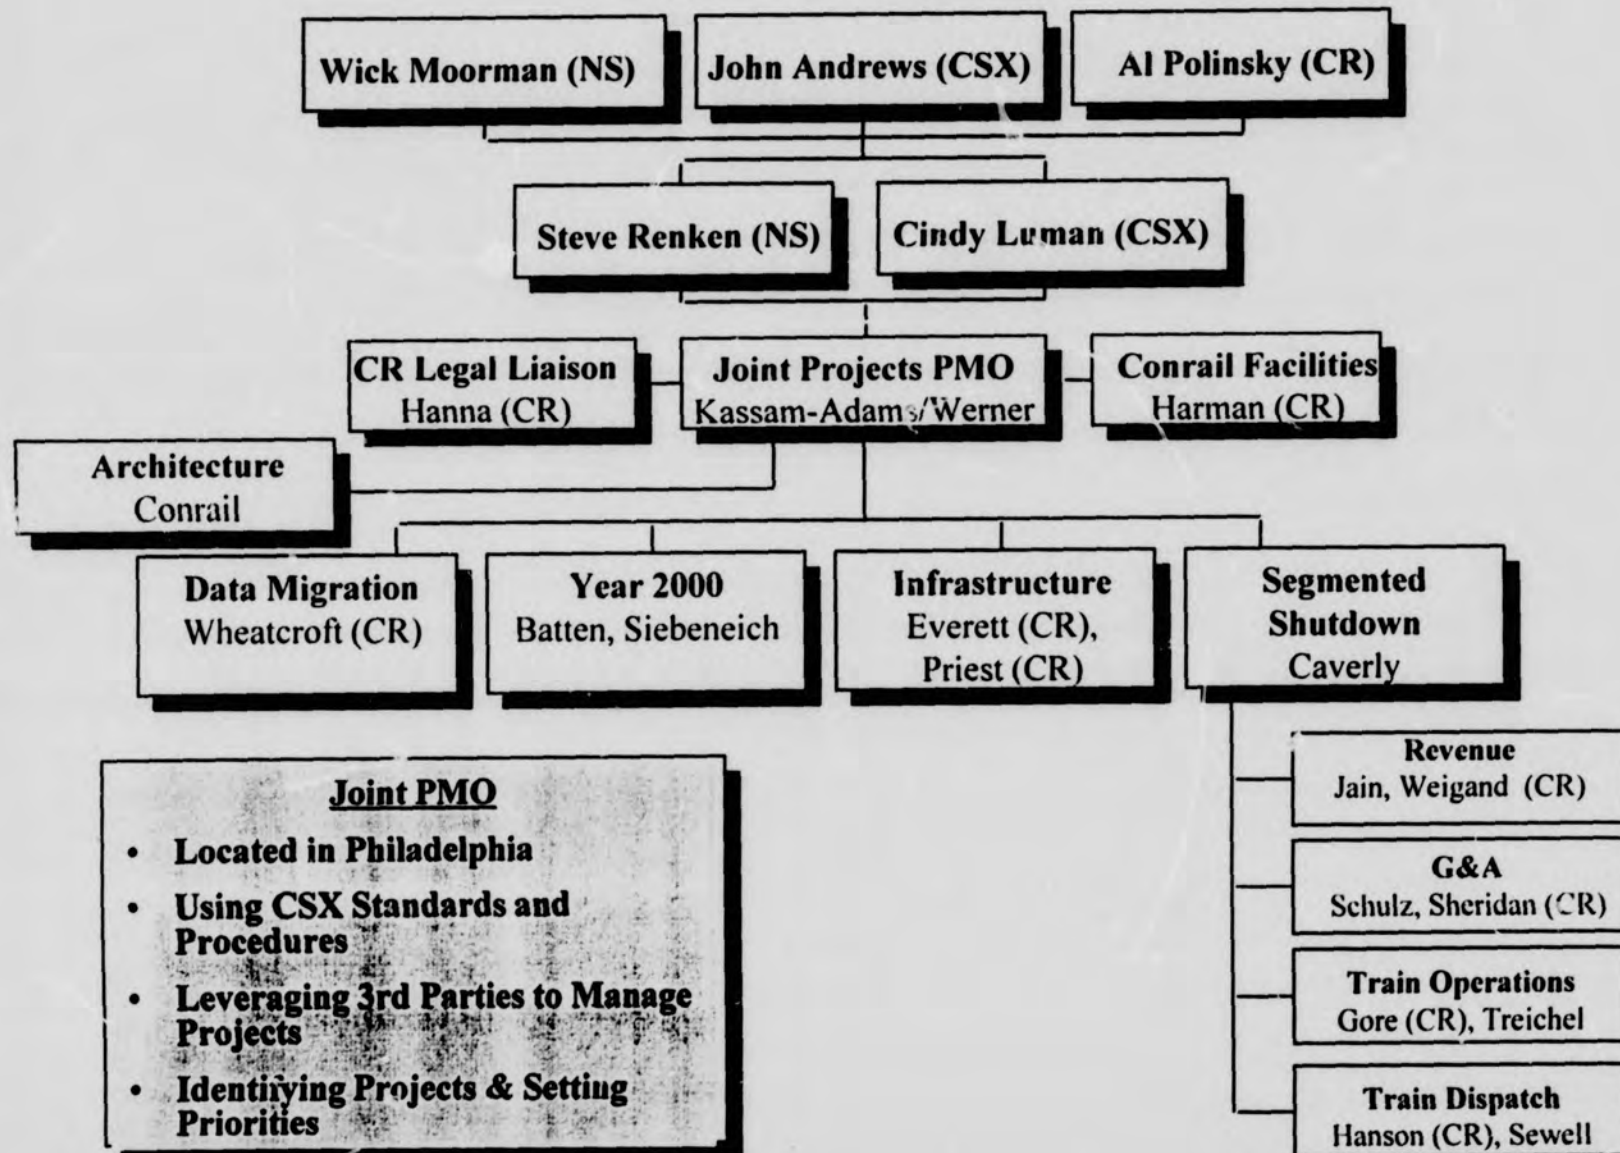 Wick Moorman (NS)
John Andrews (CSX)
Al Polinsky (CR)
Steve Renken (NS)
Cindy Luman (CSX)
CR Legal Liaison
Hanna (CR)
Joint Projects PMO
Kassam-Adams/Werner
Conrail Facilities
Harman (CR)
Architecture
Conrail
Data Migration
Wheatcroft (CR)
Year 2000
Batten, Siebeneich
Infrastructure
Everett (CR),
Priest (CR)
Segmented
Shutdown
Caverly
Revenue
Jain, Weigand (CR)
G&A
Schulz, Sheridan (CR)
Train Operations
Gore (CR), Treichel
Train Dispatch
Hanson (CR), Sewell
Joint PMO
• Located in Philadelphia
• Using CSX Standards and
Procedures
• Leveraging 3rd Parties to Manage
Projects
• Identifying Projects & Setting
Priorities